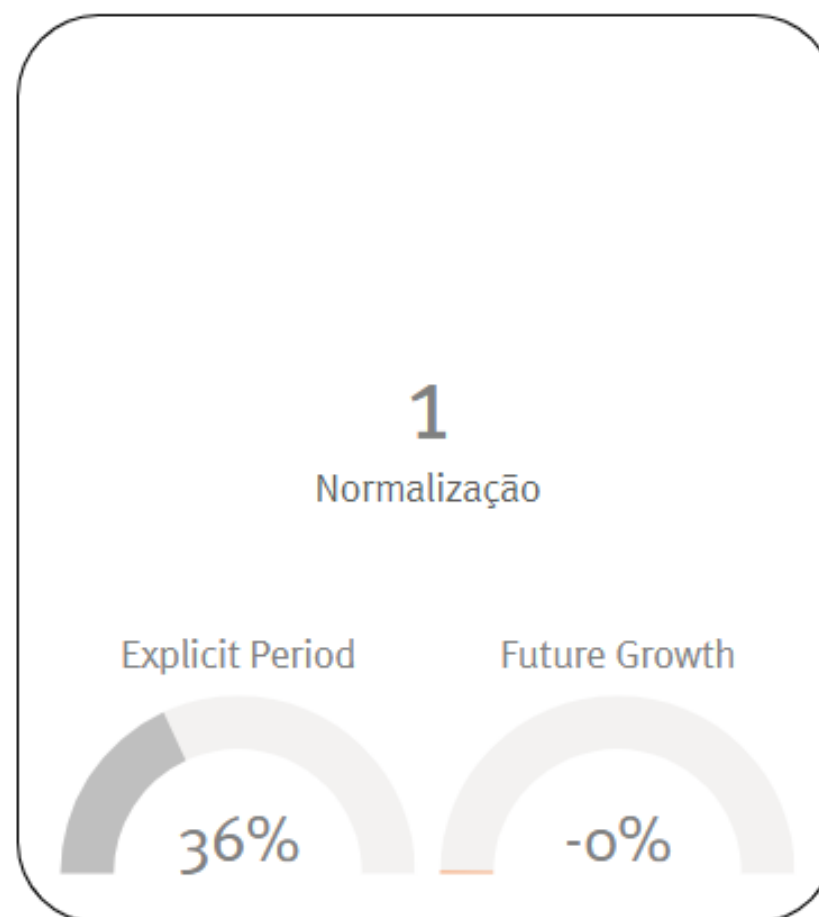 1
Normalização
Explicit Period
Future Growth
36%
-0%